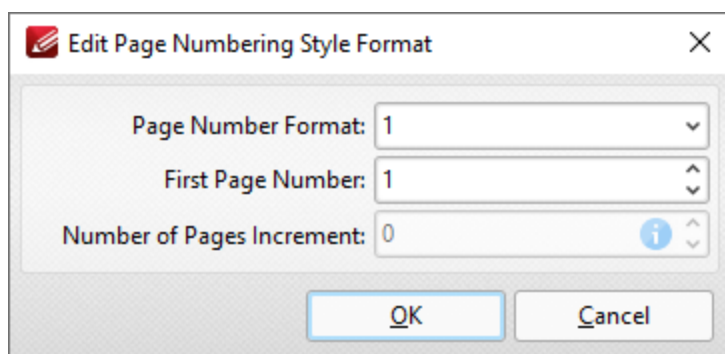 Edit Page Numbering Style Format
Page Number Format: 1
First Page Number: 1
Number of Pages Increment: 0 i
OK Cancel